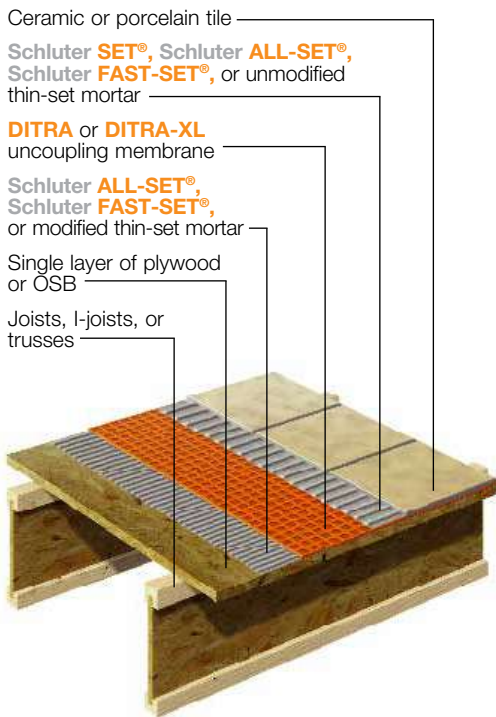 Ceramic or porcelain tile
Schluter SET®, Schluter ALL-SET®,
Schluter FAST-SET®, or unmodified
thin-set mortar
DITRA or DITRA-XL
uncoupling membrane
Schluter ALL-SET®,
Schluter FAST-SET®,
or modified thin-set mortar
Single layer of plywood
or OSB
Joists, I-joists, or
trusses